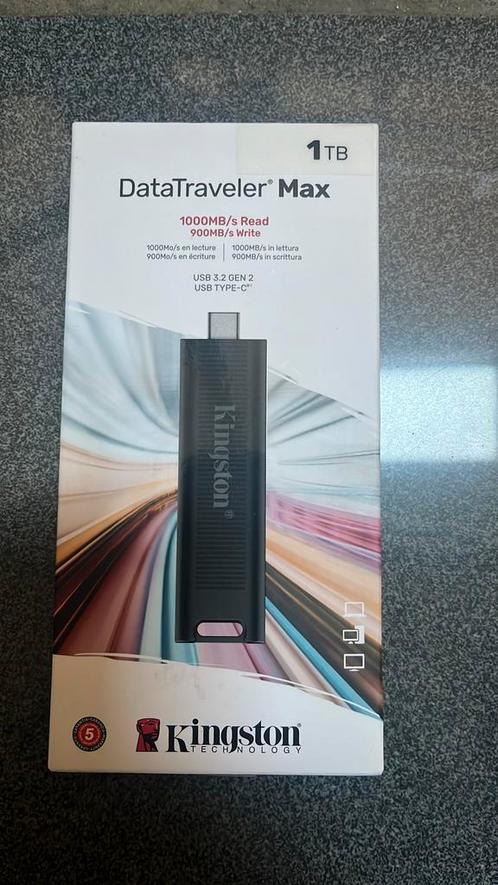 1TB
DataTraveler® Max
1000MB/s Read
900MB/s Write
1000Mo/s en lecture
900Mo/s en écriture
1000MB/s in lettura
900MB/s in scrittura
USB 3.2 GEN 2
USB TYPE-C®
Kingston®
5
Kingston
TECHNOLOGY